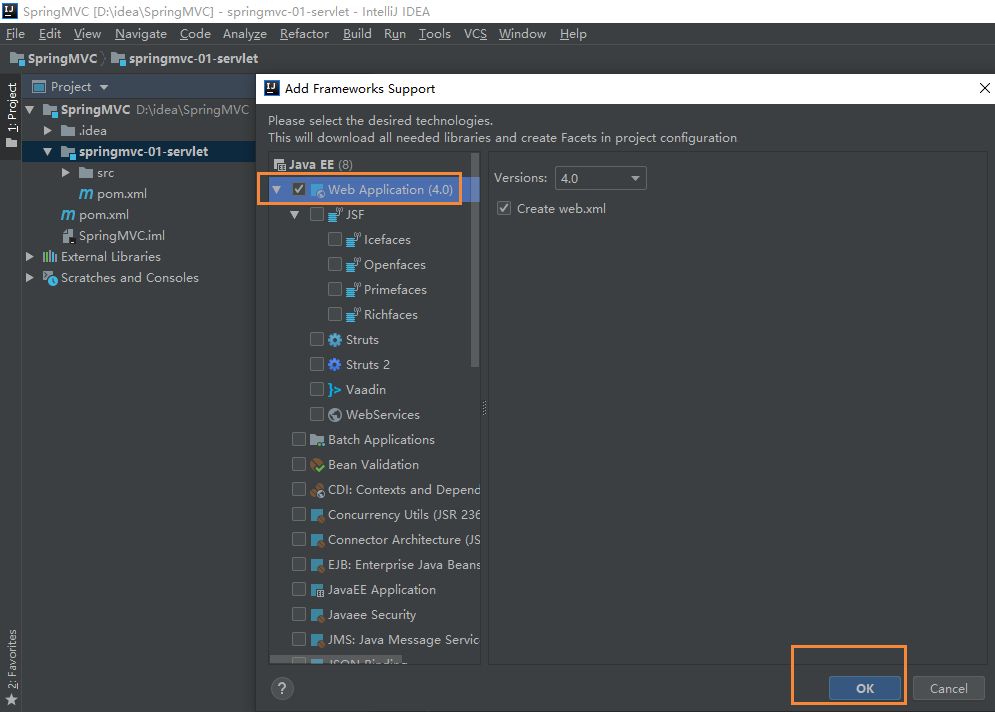 SpringMVC [D:\idea\SpringMVC] - springmvc-01-servlet - IntelliJ IDEA
File Edit View Navigate Code Analyze Refactor Build Run Tools VCS Window Help
SpringMVC springmvc-01-servlet
1: Project
2: Favorites
Project
SpringMVC D:\idea\SpringMVC
.idea
springmvc-01-servlet
src
pom.xml
pom.xml
SpringMVC.iml
External Libraries
Scratches and Consoles
Add Frameworks Support
Please select the desired technologies.
This will download all needed libraries and create Facets in project configuration
Java EE (8)
Web Application (4.0)
JSF
Icefaces
Openfaces
Primefaces
Richfaces
Struts
Struts 2
Vaadin
WebServices
Batch Applications
Bean Validation
CDI: Contexts and Depend
Concurrency Utils (JSR 236
Connector Architecture (JS
EJB: Enterprise Java Beans
JavaEE Application
Javaee Security
JMS: Java Message Servic
JSON Binding
Versions: 4.0
Create web.xml
?
OK
Cancel